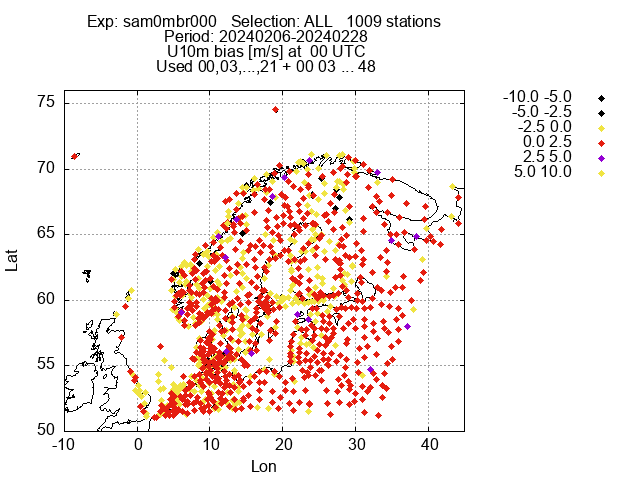 Exp: sam0mbr000   Selection: ALL   1009 stations
Period: 20240206-20240228
U10m bias [m/s] at  00 UTC
Used 00,03,...,21 + 00 03 ... 48
-10.0 -5.0
-5.0 -2.5
-2.5 0.0
0.0 2.5
2.5 5.0
5.0 10.0
75
70
65
60
55
50
Lat
-10 0 10 20 30 40
Lon